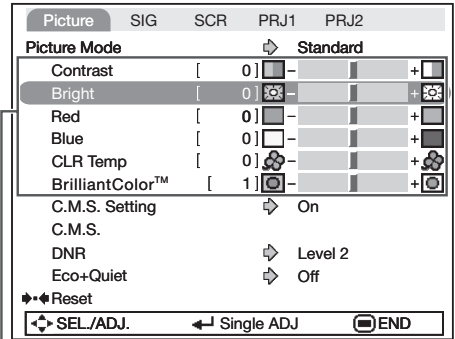 Picture SIG SCR PRJ1 PRJ2
Picture Mode Standard
Contrast [ 0] - +
Bright [ 0] - +
Red [ 0] - +
Blue [ 0] - +
CLR Temp [ 0] - +
BrilliantColor™ [ 1] - +
C.M.S. Setting On
C.M.S.
DNR Level 2
Eco+Quiet Off
Reset
SEL./ADJ. Single ADJ END